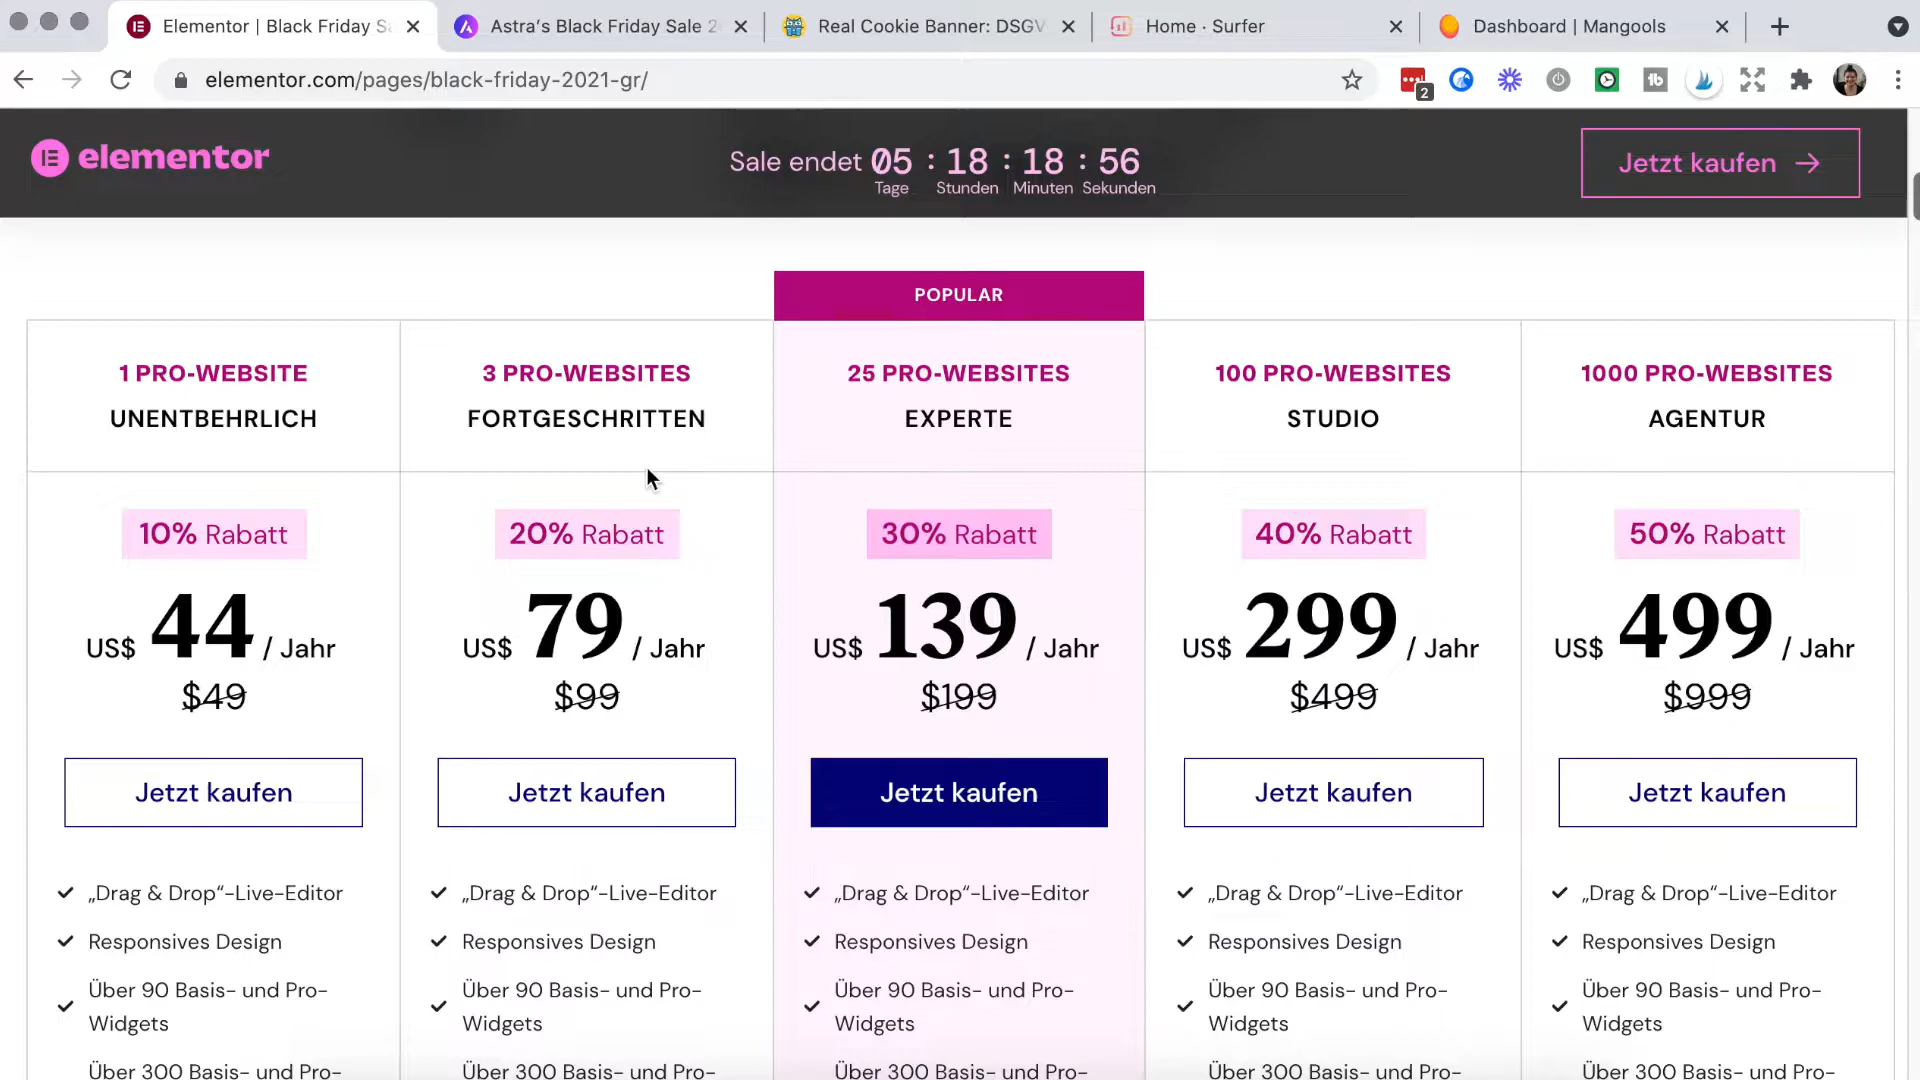 Elementor | Black Friday Sa
Astra's Black Friday Sale 2
Real Cookie Banner: DSGV
Home · Surfer
Dashboard | Mangools
elementor.com/pages/black-friday-2021-gr/
2
elementor
Sale endet 05 : 18 : 18 : 56
Tage Stunden Minuten Sekunden
Jetzt kaufen →
POPULAR
1 PRO-WEBSITE
UNENTBEHRLICH
10% Rabatt
US$ 44 / Jahr
$49
Jetzt kaufen
„Drag & Drop“-Live-Editor
Responsives Design
Über 90 Basis- und Pro-
Widgets
Über 300 Basis- und Pro-
3 PRO-WEBSITES
FORTGESCHRITTEN
20% Rabatt
US$ 79 / Jahr
$99
Jetzt kaufen
„Drag & Drop“-Live-Editor
Responsives Design
Über 90 Basis- und Pro-
Widgets
Über 300 Basis- und Pro-
25 PRO-WEBSITES
EXPERTE
30% Rabatt
US$ 139 / Jahr
$199
Jetzt kaufen
„Drag & Drop“-Live-Editor
Responsives Design
Über 90 Basis- und Pro-
Widgets
Über 300 Basis- und Pro-
100 PRO-WEBSITES
STUDIO
40% Rabatt
US$ 299 / Jahr
$499
Jetzt kaufen
„Drag & Drop“-Live-Editor
Responsives Design
Über 90 Basis- und Pro-
Widgets
Über 300 Basis- und Pro-
1000 PRO-WEBSITES
AGENTUR
50% Rabatt
US$ 499 / Jahr
$999
Jetzt kaufen
„Drag & Drop“-Live-Editor
Responsives Design
Über 90 Basis- und Pro-
Widgets
Über 300 Basis- und Pro-